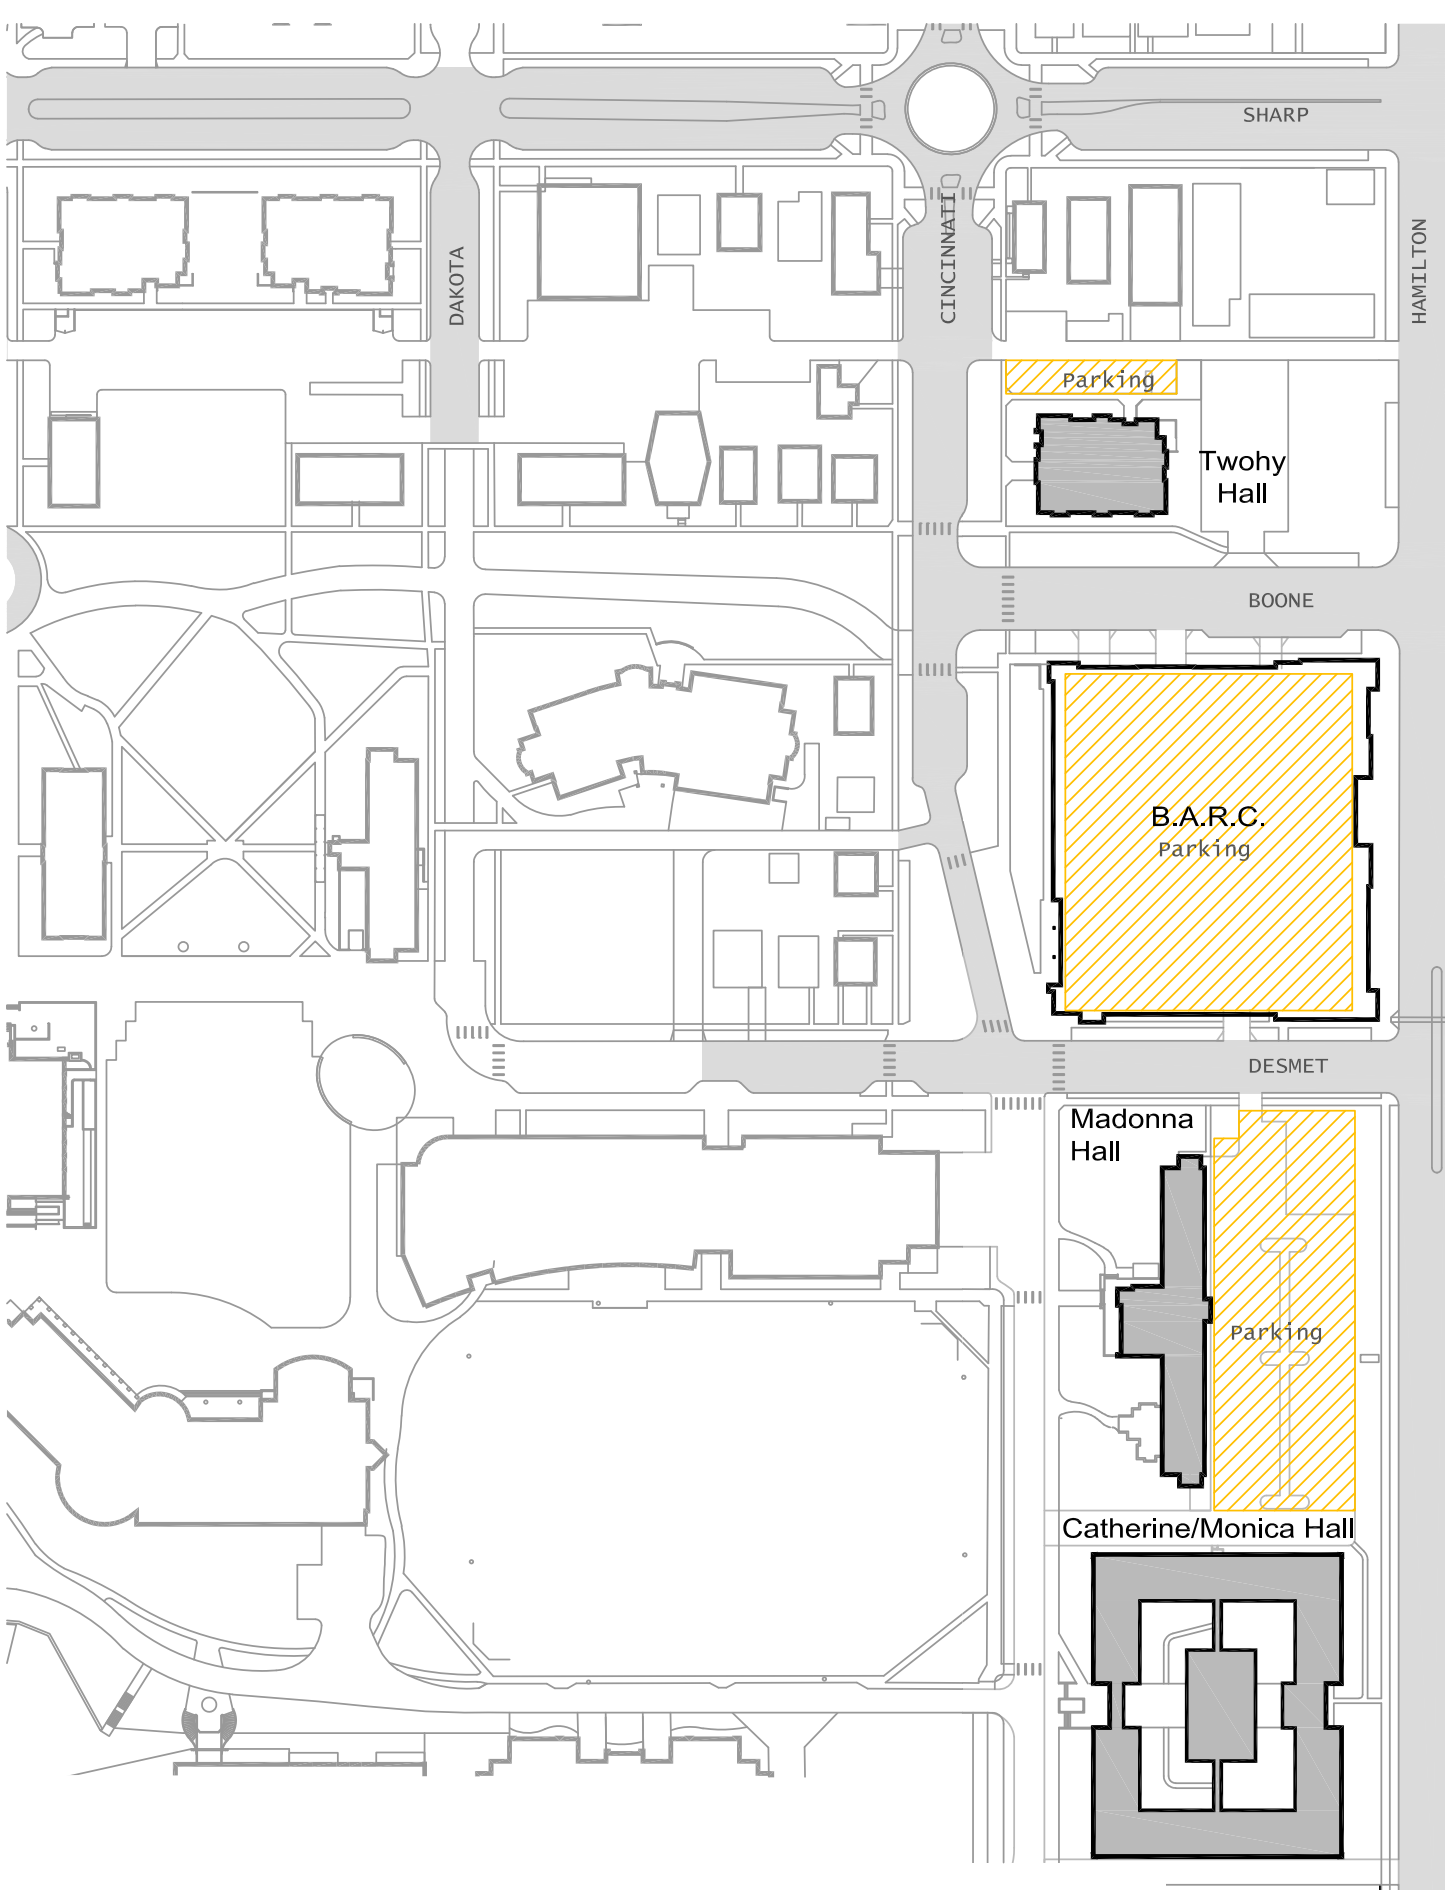 SHARP
CINCINNATI
HAMILTON
DAKOTA
Parking
Twohy
Hall
BOONE
B.A.R.C.
Parking
DESMET
Madonna
Hall
Parking
Catherine/Monica Hall